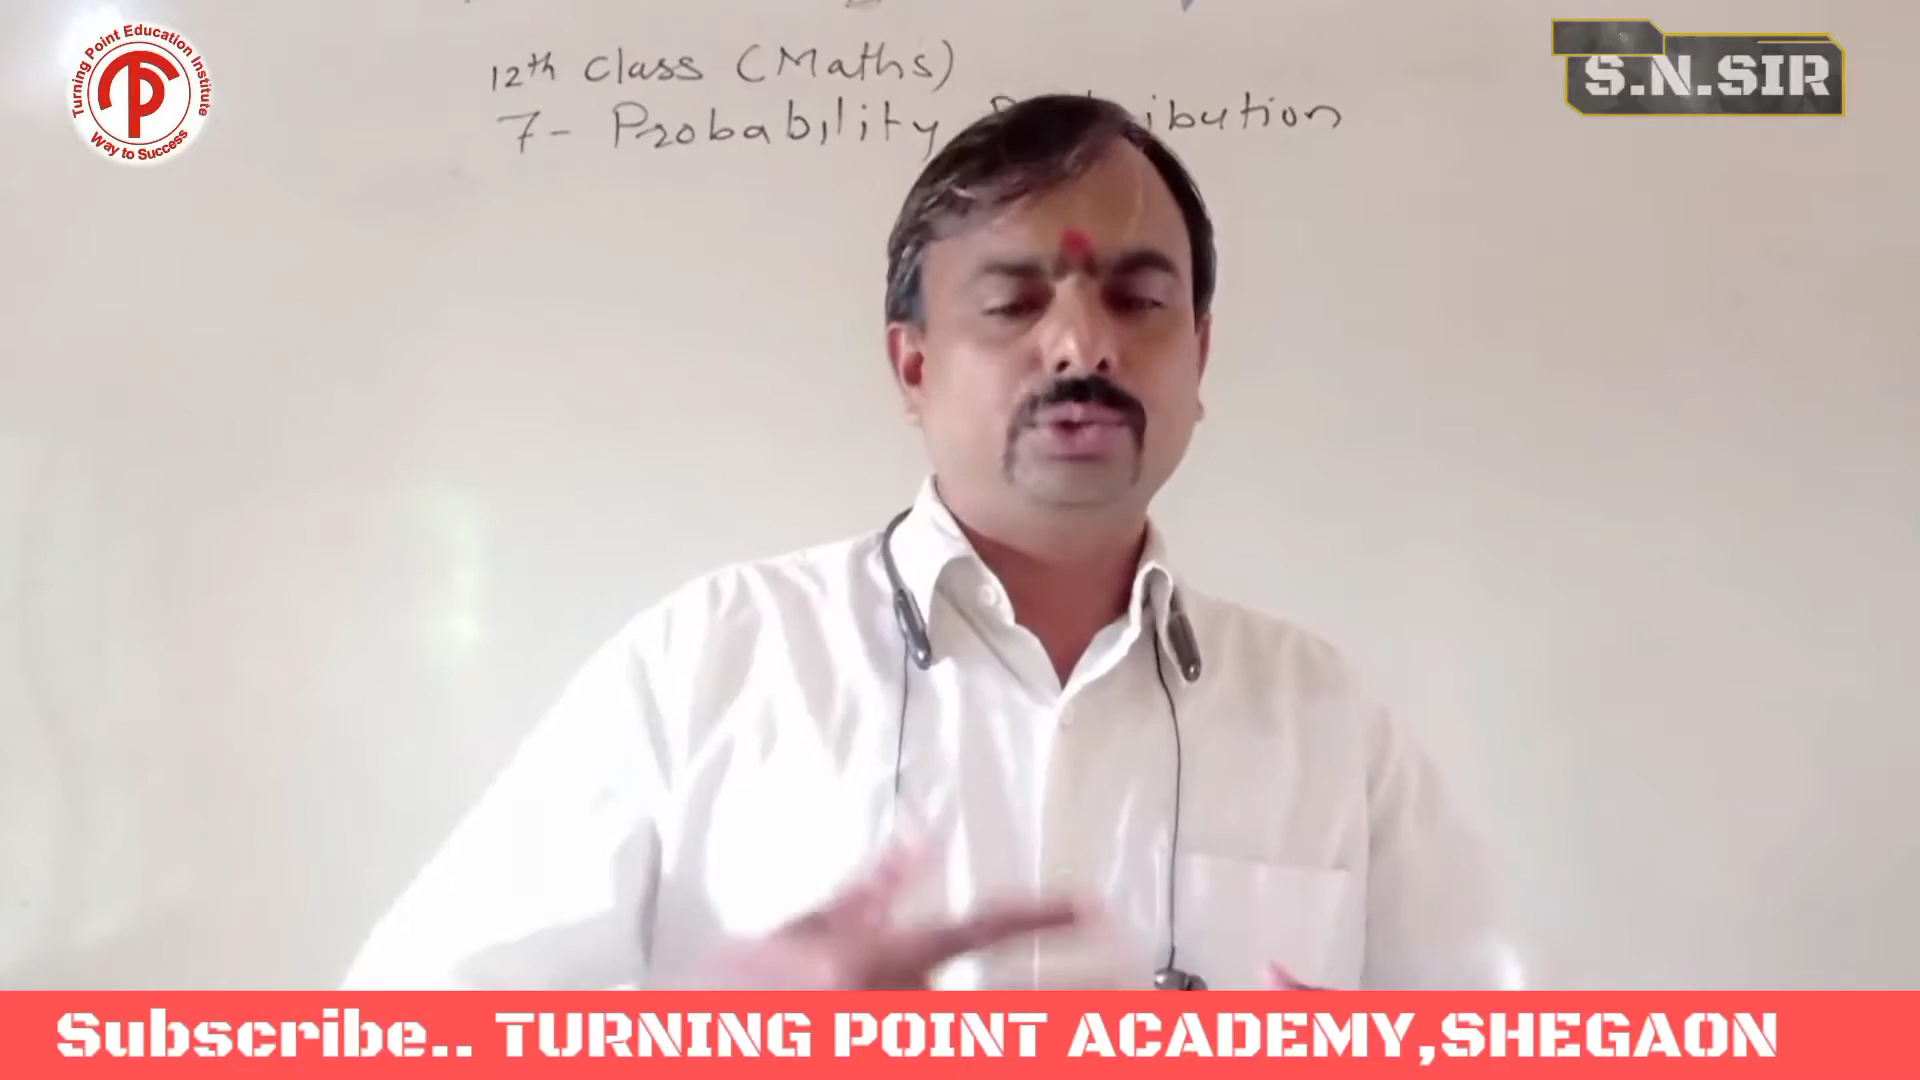 Turning Point Education Institute
Way to Success
S.N.SIR
12th class (Maths)
7- Probability
Subscribe.. TURNING POINT ACADEMY,SHEGAON